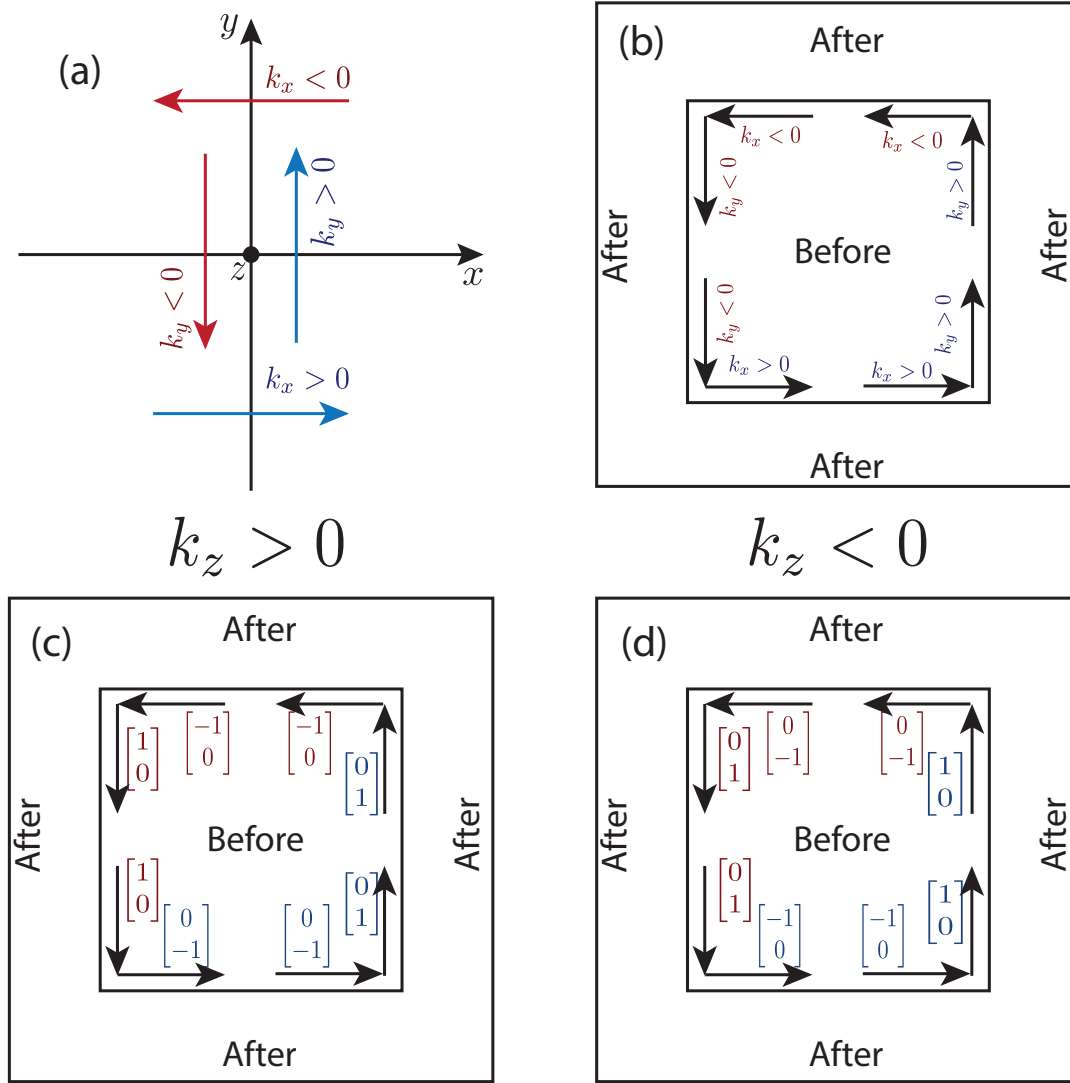 (a)
y
k_x < 0
k_y > 0
z
x
k_y < 0
k_x > 0
(b)
After
k_x < 0
k_x < 0
k_y < 0
k_y > 0
After
Before
After
k_y < 0
k_y > 0
k_x > 0
k_x > 0
After
k_z > 0
k_z < 0
(c)
After
[-1 0]
[-1 0]
[1 0]
[0 1]
After
Before
After
[1 0]
[0 1]
[0 -1]
[0 -1]
After
(d)
After
[0 -1]
[0 -1]
[0 1]
[1 0]
After
Before
After
[0 1]
[1 0]
[-1 0]
[-1 0]
After